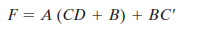 F = A (CD + B) + BC′